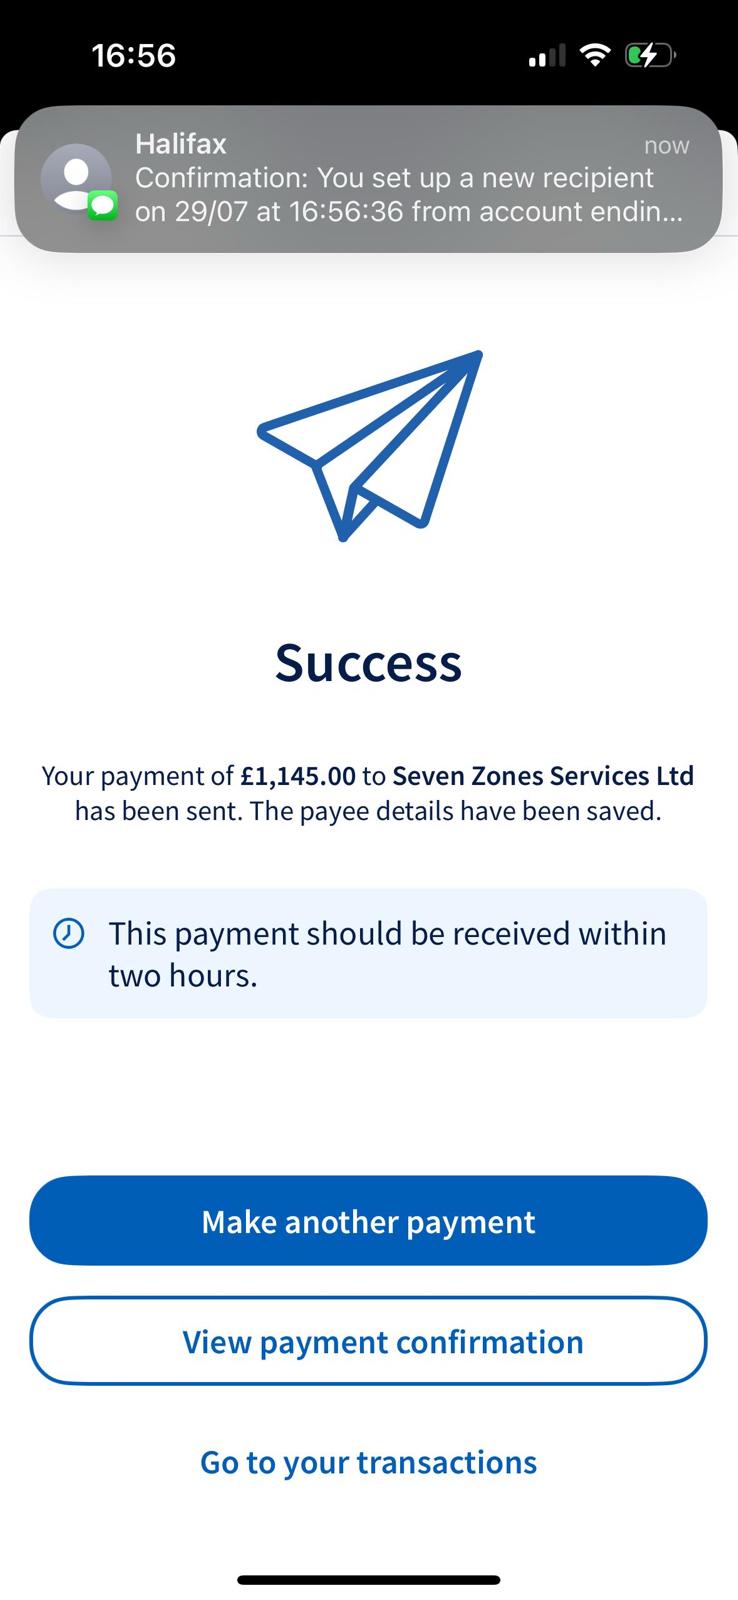 16:56
Halifax
now
Confirmation: You set up a new recipient
on 29/07 at 16:56:36 from account endin...
Success
Your payment of £1,145.00 to Seven Zones Services Ltd
has been sent. The payee details have been saved.
This payment should be received within
two hours.
Make another payment
View payment confirmation
Go to your transactions